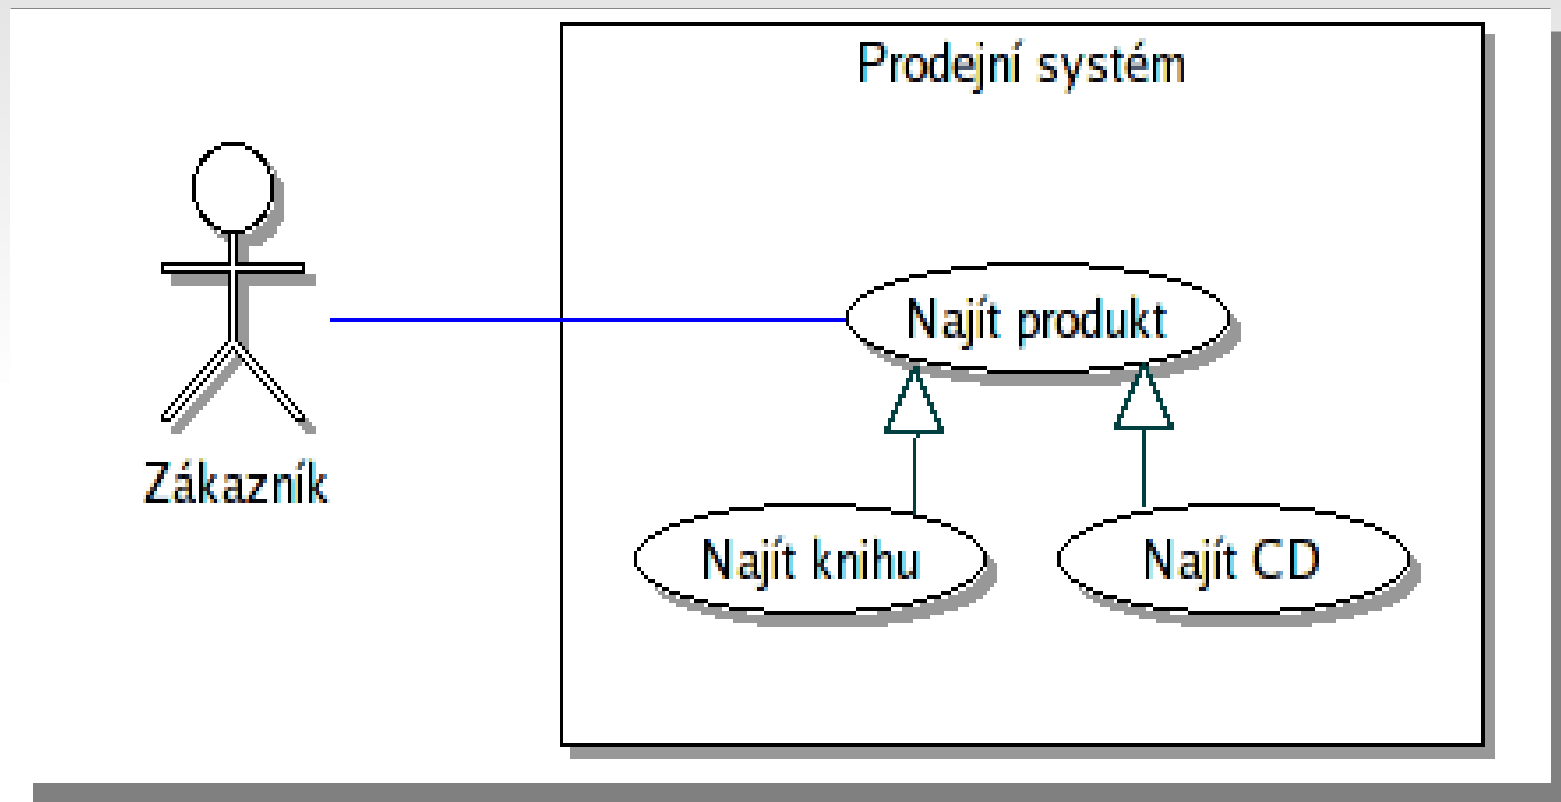 Prodejní systém
Najít produkt
Zákazník
Najít knihu
Najít CD